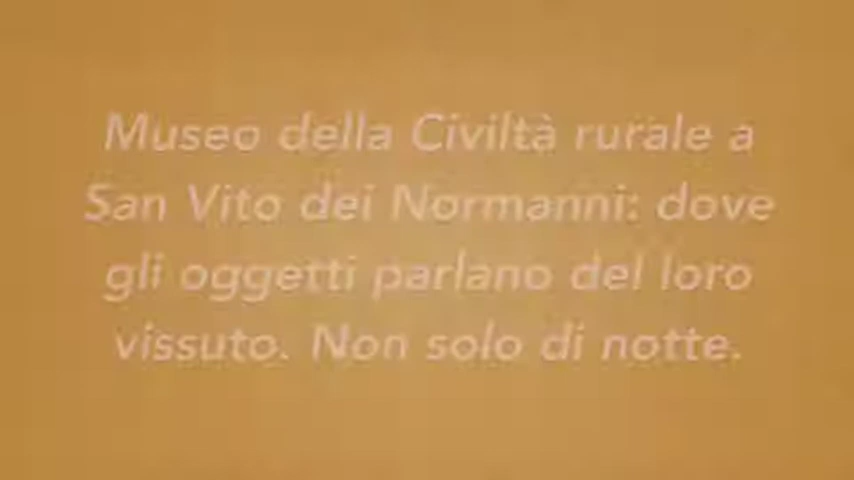 Museo della Civiltà rurale a
San Vito dei Normanni: dove
gli oggetti parlano del loro
vissuto. Non solo di notte.